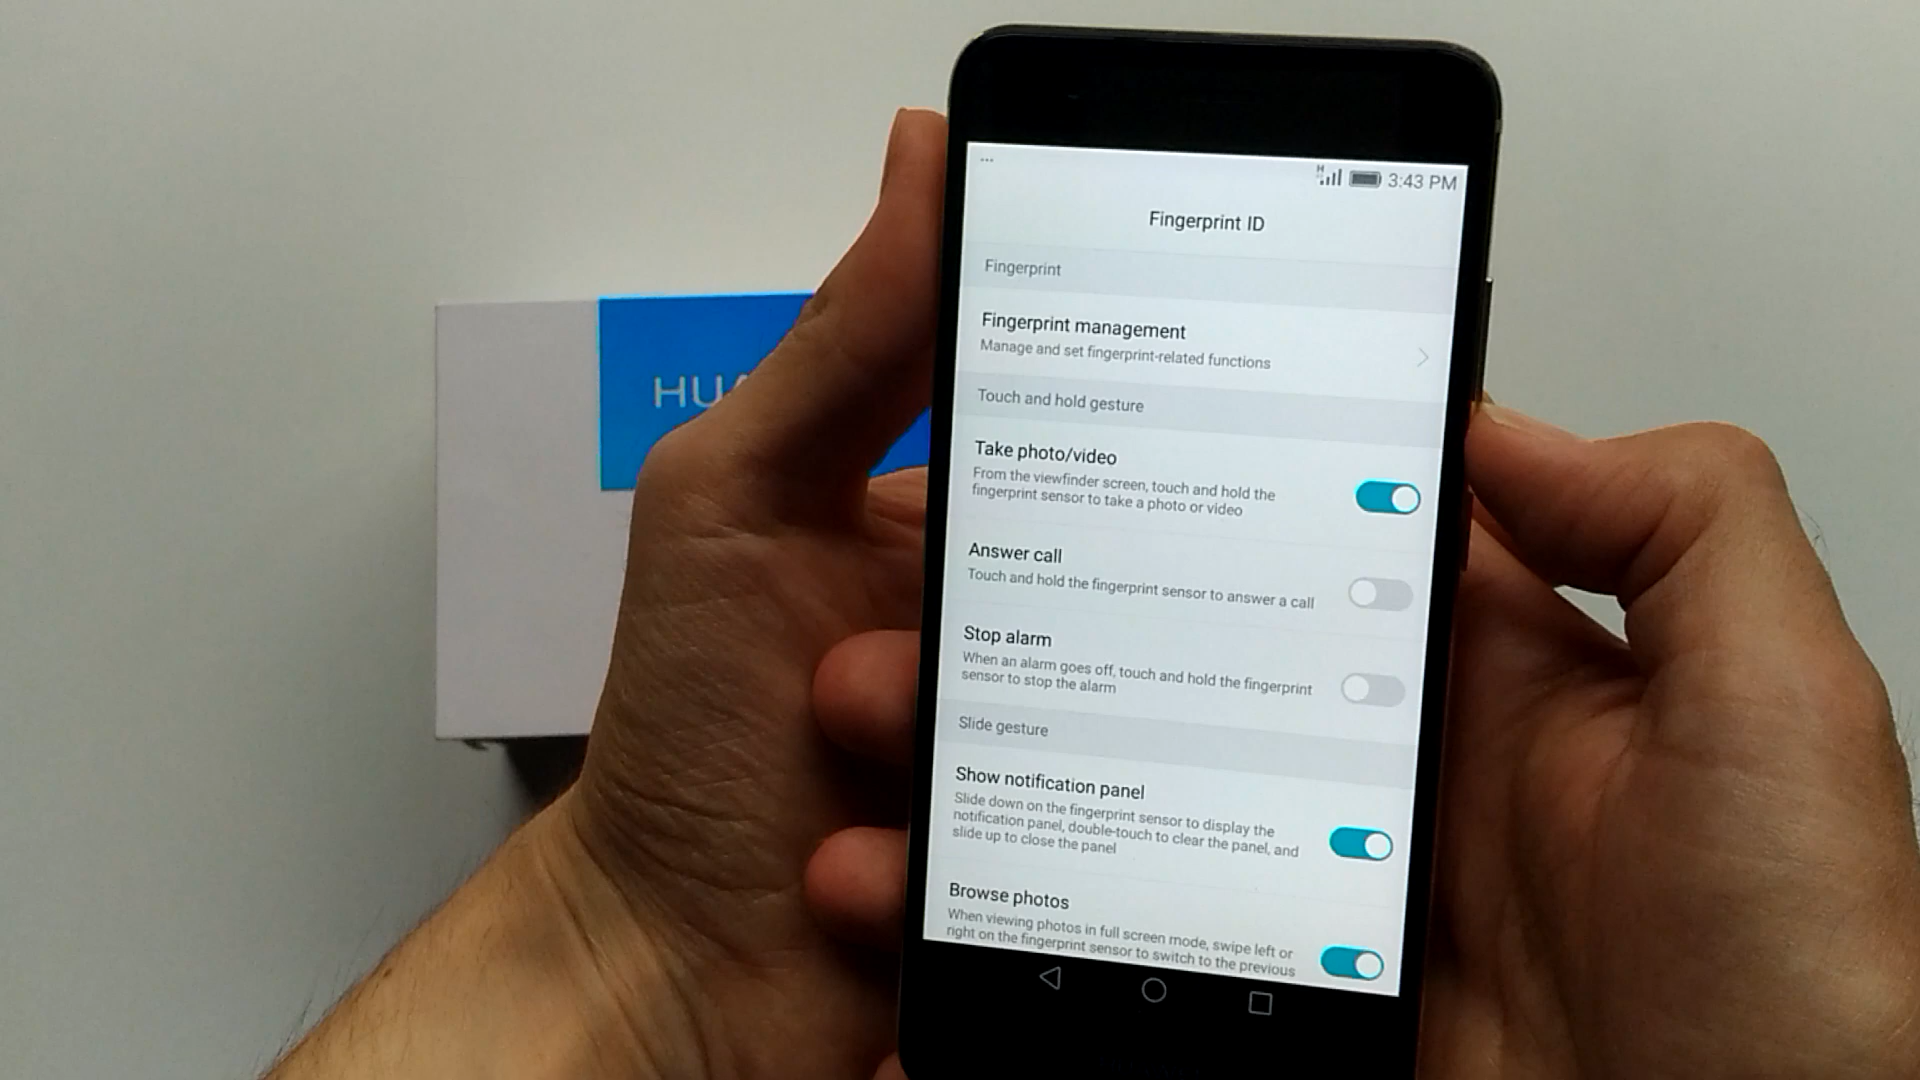 HUA
H
3:43 PM
Fingerprint ID
Fingerprint
Fingerprint management
Manage and set fingerprint-related functions
Touch and hold gesture
Take photo/video
From the viewfinder screen, touch and hold the
fingerprint sensor to take a photo or video
Answer call
Touch and hold the fingerprint sensor to answer a call
Stop alarm
When an alarm goes off, touch and hold the fingerprint
sensor to stop the alarm
Slide gesture
Show notification panel
Slide down on the fingerprint sensor to display the
notification panel, double-touch to clear the panel, and
slide up to close the panel
Browse photos
When viewing photos in full screen mode, swipe left or
right on the fingerprint sensor to switch to the previous